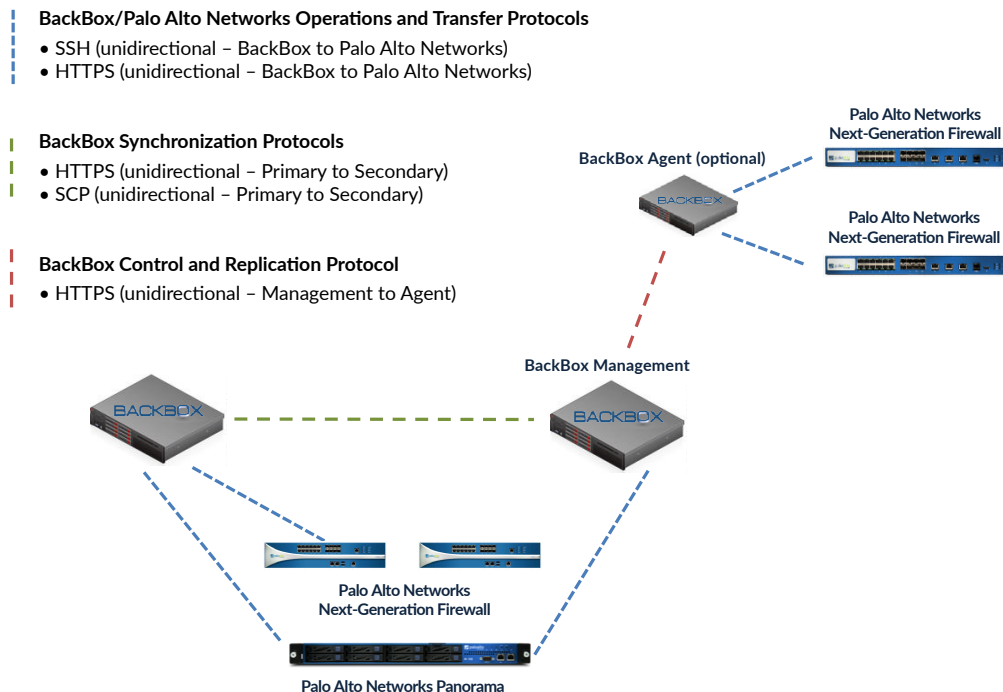 BackBox/Palo Alto Networks Operations and Transfer Protocols
• SSH (unidirectional – BackBox to Palo Alto Networks)
• HTTPS (unidirectional – BackBox to Palo Alto Networks)
BackBox Synchronization Protocols
• HTTPS (unidirectional – Primary to Secondary)
• SCP (unidirectional – Primary to Secondary)
BackBox Control and Replication Protocol
• HTTPS (unidirectional – Management to Agent)
Palo Alto Networks
Next-Generation Firewall
BackBox Agent (optional)
BACKBOX
Palo Alto Networks
Next-Generation Firewall
BackBox Management
BACKBOX
BACKBOX
Palo Alto Networks
Next-Generation Firewall
Palo Alto Networks Panorama